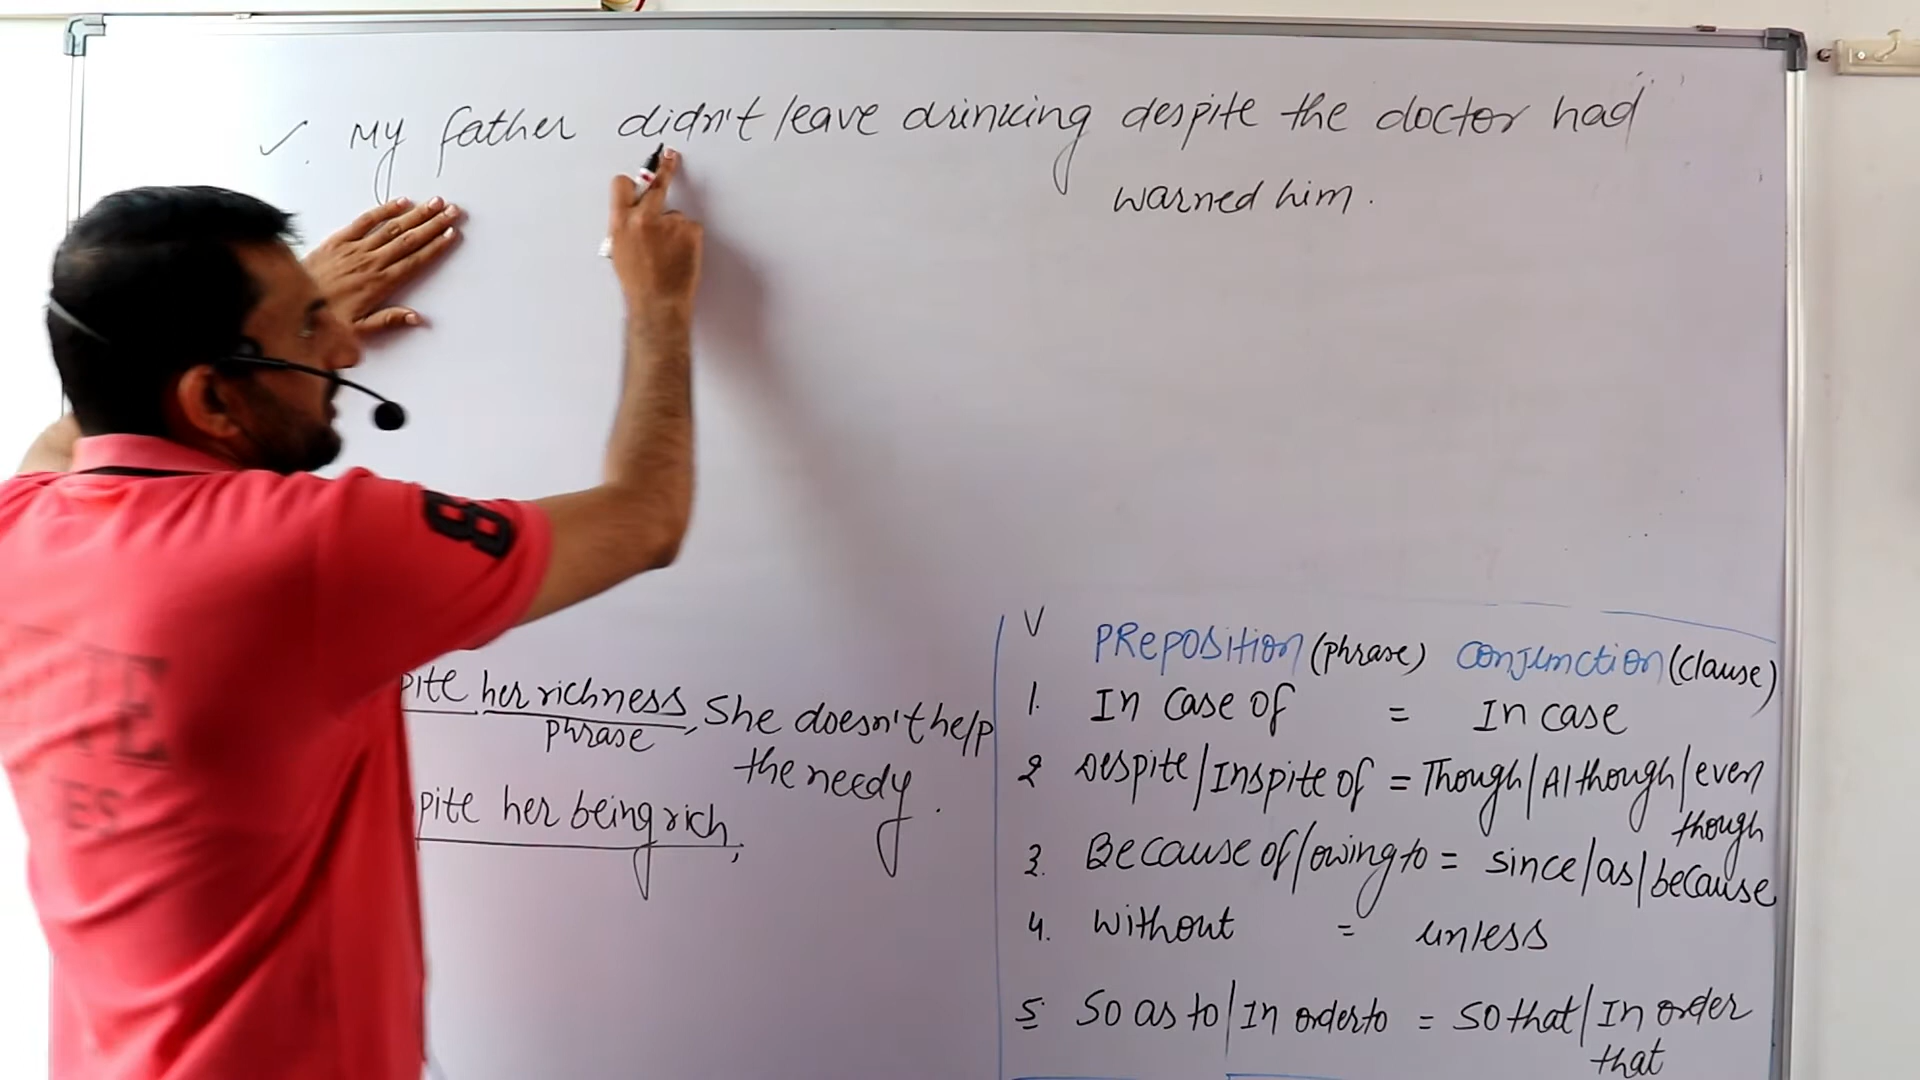 My father didn't leave drinking despite the doctor had
warned him.
her richness, She doesn't help
phrase
the needy.
her being rich,
V
PREPOSITION (phrase) CONJUNCTION (clause)
1. In case of = In case
2 Despite/Inspite of = Though/Although/even
though
3. Because of/owing to = since/as/because
4. without = unless
5 So as to/In order to = So that/In order
that
8